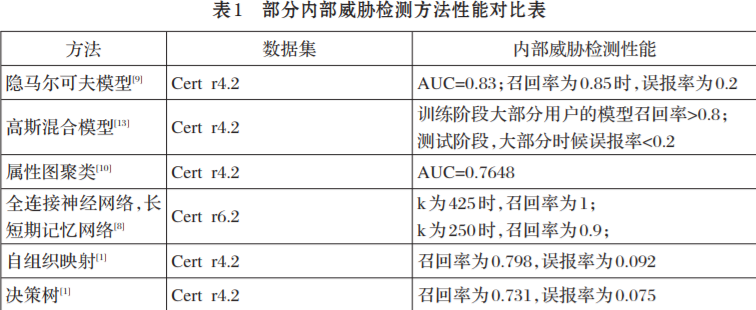 表1 部分内部威胁检测方法性能对比表
方法 数据集 内部威胁检测性能
隐马尔可夫模型[9] Cert r4.2 AUC=0.83;召回率为0.85时,误报率为0.2
高斯混合模型[13] Cert r4.2 训练阶段大部分用户的模型召回率>0.8;
测试阶段,大部分时候误报率<0.2
属性图聚类[10] Cert r4.2 AUC=0.7648
全连接神经网络,长
短期记忆网络[8] Cert r6.2 k为425时,召回率为1;
k为250时,召回率为0.9;
自组织映射[1] Cert r4.2 召回率为0.798,误报率为0.092
决策树[1] Cert r4.2 召回率为0.731,误报率为0.075